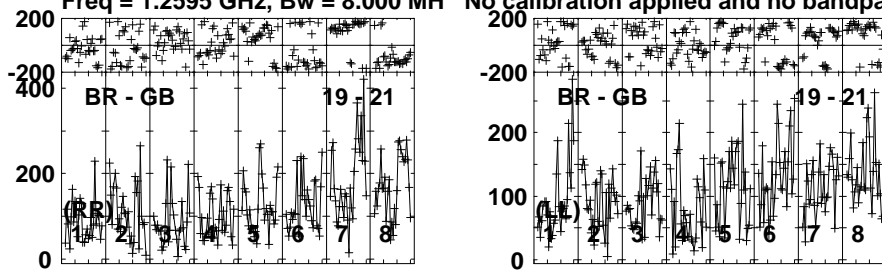 Freq = 1.2595 GHz, Bw = 8.000 MH No calibration applied and no bandpa
200
-200
400
200
0
BR - GB 19 - 21
(RR)
1 2 3 4 5 6 7 8
200
-200
200
100
0
BR - GB 19 - 21
(LL)
1 2 3 4 5 6 7 8